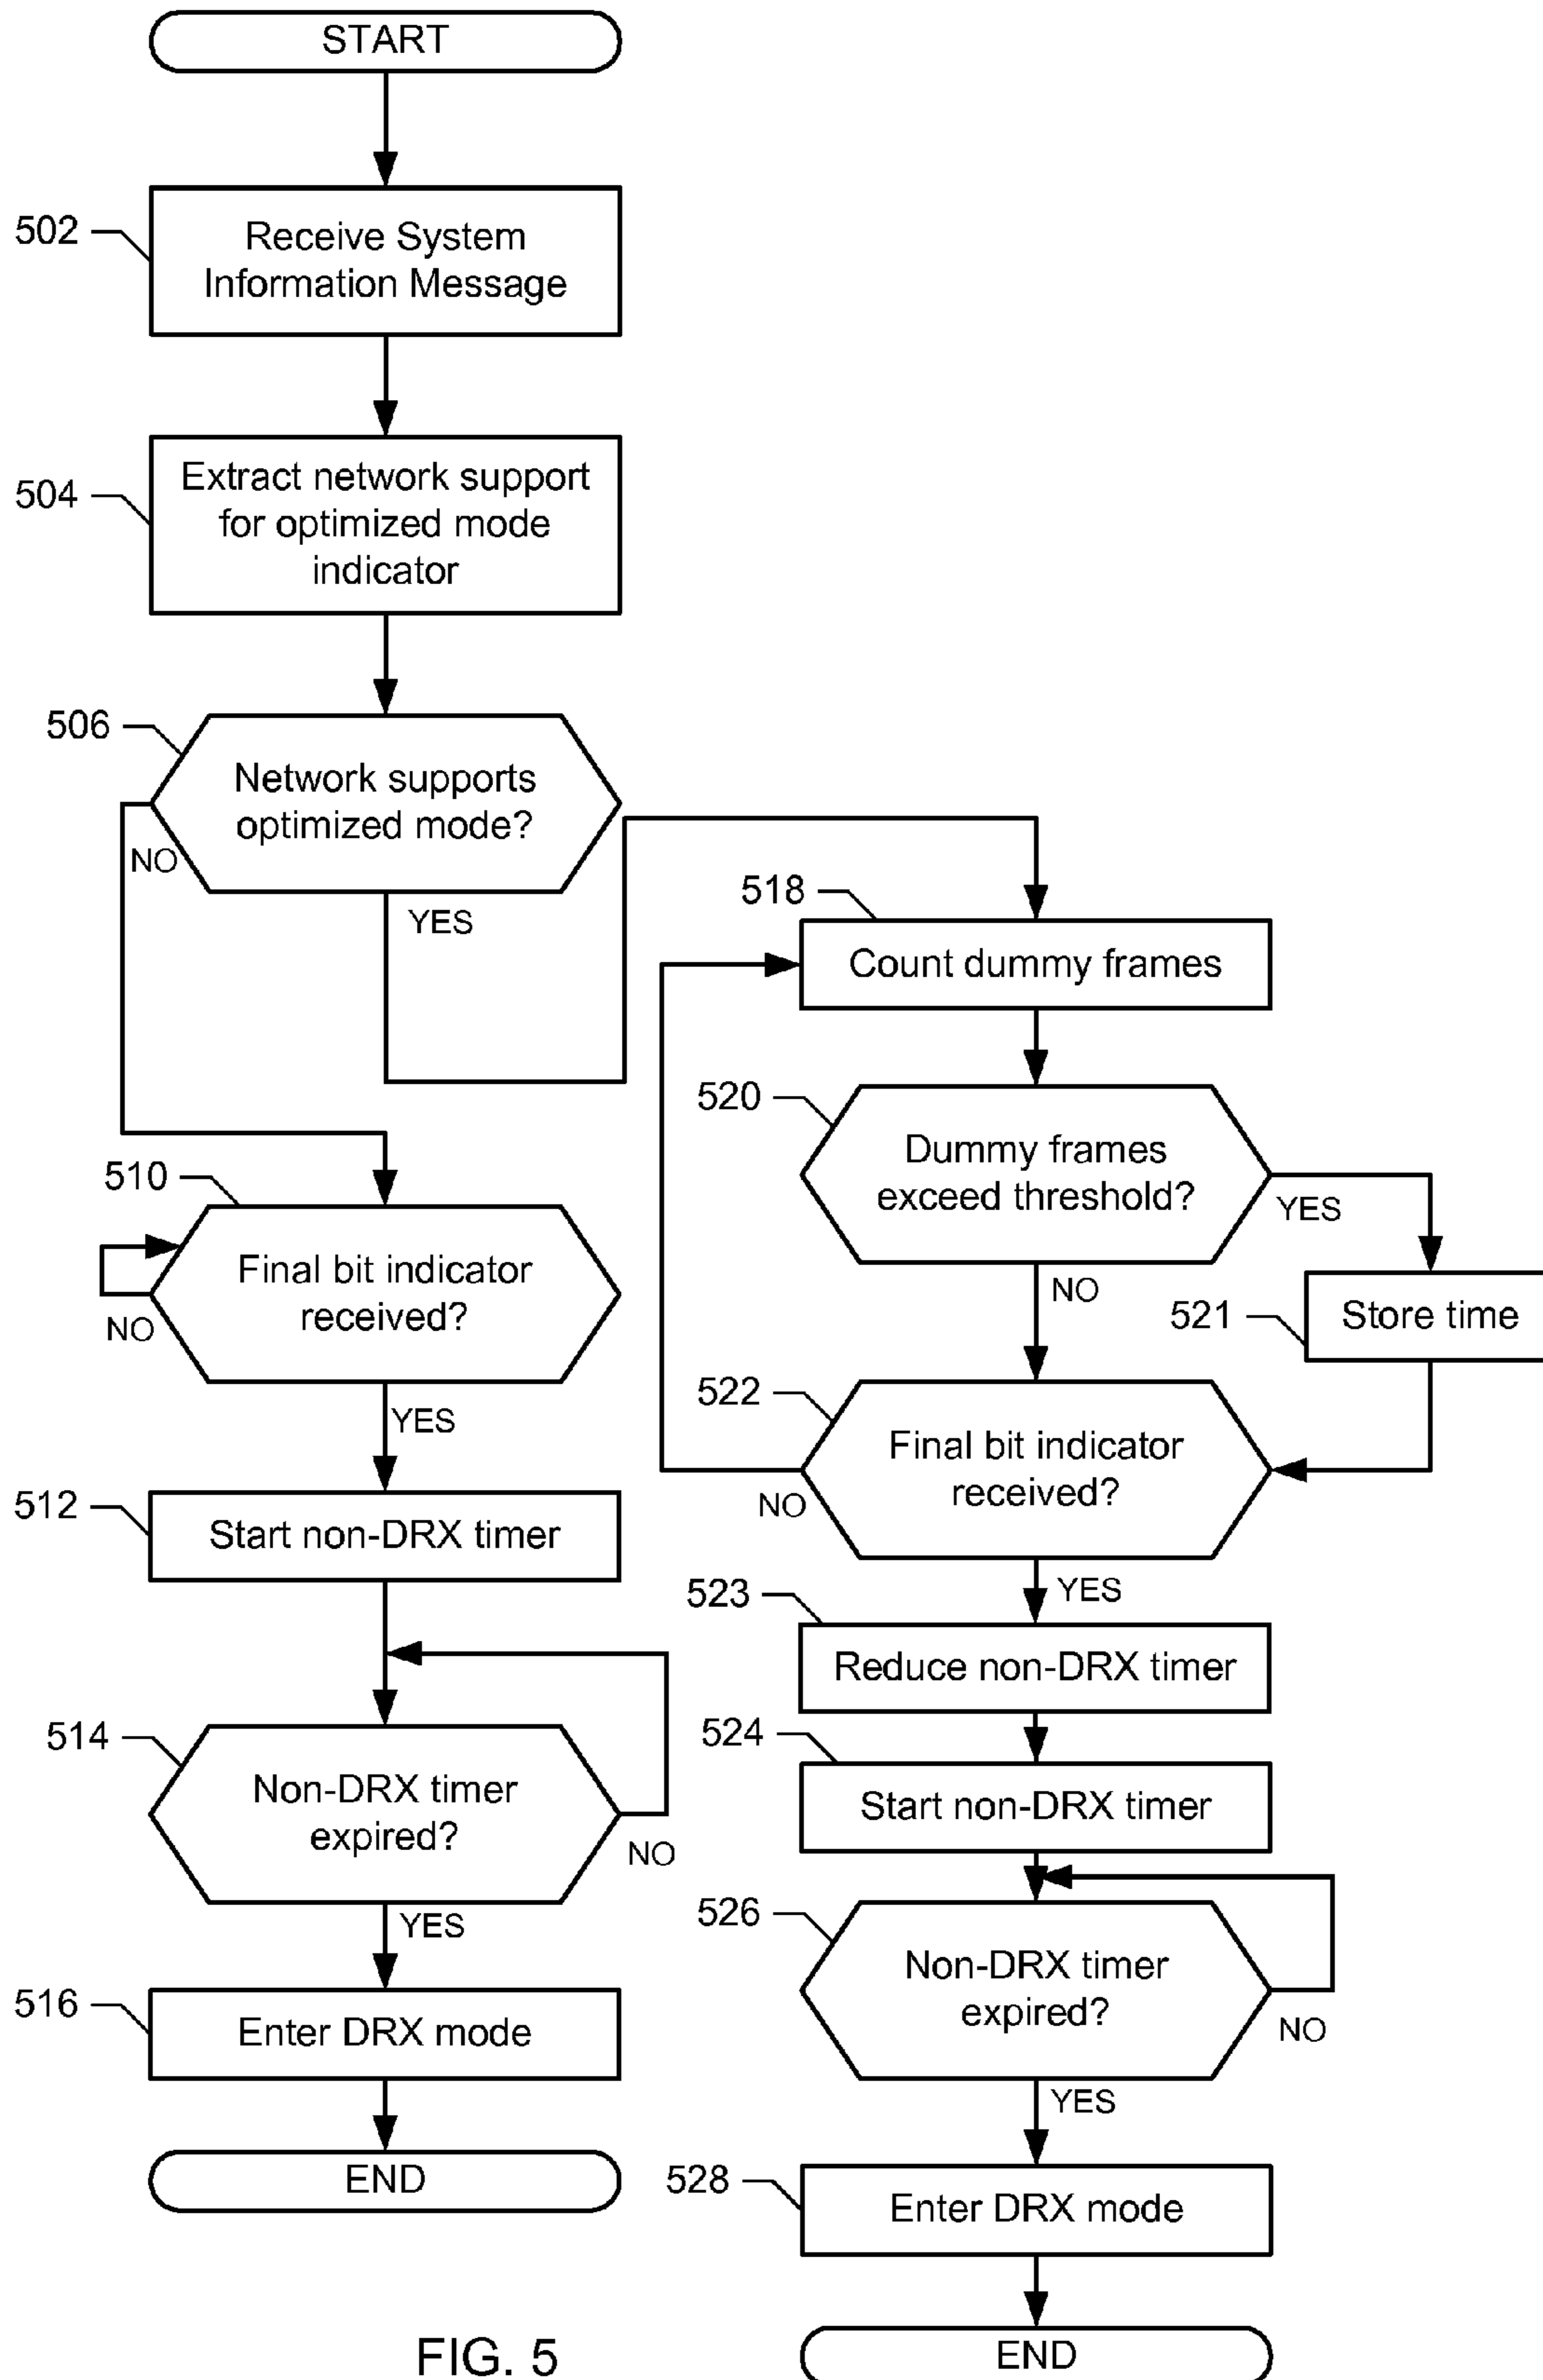 START
502
Receive System
Information Message
504
Extract network support
for optimized mode
indicator
506
Network supports
optimized mode?
NO
YES
510
Final bit indicator
received?
NO
YES
512
Start non-DRX timer
514
Non-DRX timer
expired?
NO
YES
516
Enter DRX mode
END
518
Count dummy frames
520
Dummy frames
exceed threshold?
YES
NO
521
Store time
522
Final bit indicator
received?
NO
YES
523
Reduce non-DRX timer
524
Start non-DRX timer
526
Non-DRX timer
expired?
NO
YES
528
Enter DRX mode
END
FIG. 5